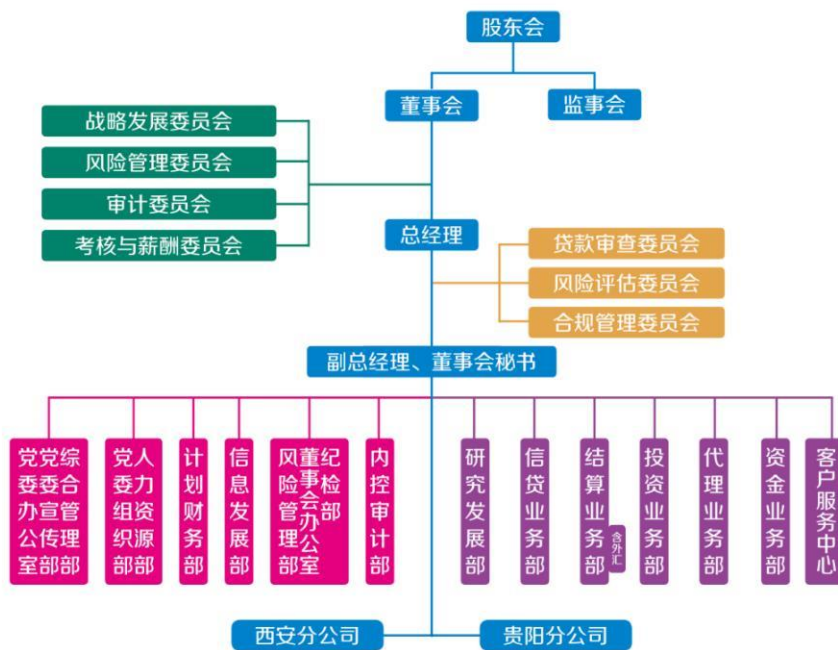 股东会
董事会
监事会
战略发展委员会
风险管理委员会
审计委员会
考核与薪酬委员会
总经理
贷款审查委员会
风险评估委员会
合规管理委员会
副总经理、董事会秘书
党委办公室
党委宣传部
综合管理部
党委组织部
人力资源部
计划财务部
信息发展部
风险管理部
董事会办公室
纪检部
内控审计部
研究发展部
信贷业务部
结算业务部
含外汇
投资业务部
代理业务部
资金业务部
客户服务中心
西安分公司
贵阳分公司